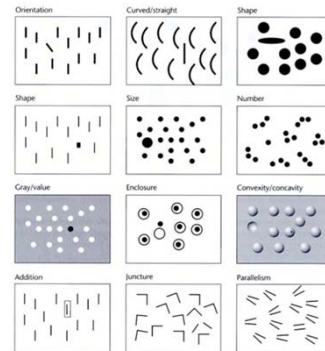 Orientation
Curved/straight
Shape
Shape
Size
Number
Gray/value
Enclosure
Convexity/concavity
Addition
Juncture
Parallelism